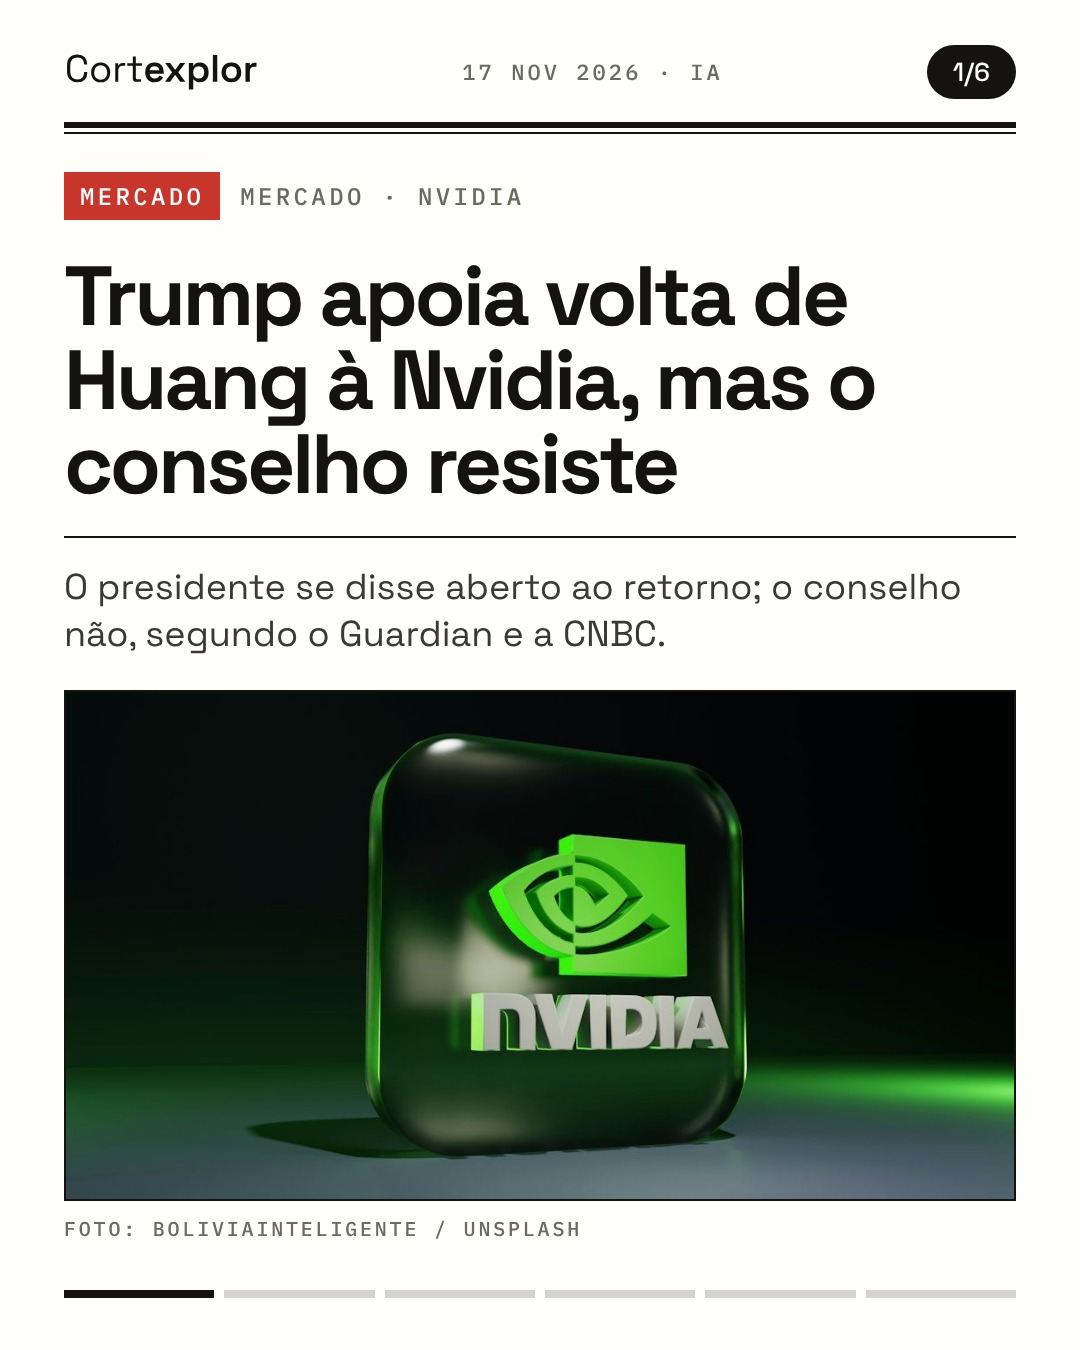 Cortexplor
17 NOV 2026 · IA
1/6
MERCADO
MERCADO · NVIDIA
Trump apoia volta de
Huang à Nvidia, mas o
conselho resiste
O presidente se disse aberto ao retorno; o conselho
não, segundo o Guardian e a CNBC.
NVIDIA
FOTO: BOLIVIAINTELIGENTE / UNSPLASH